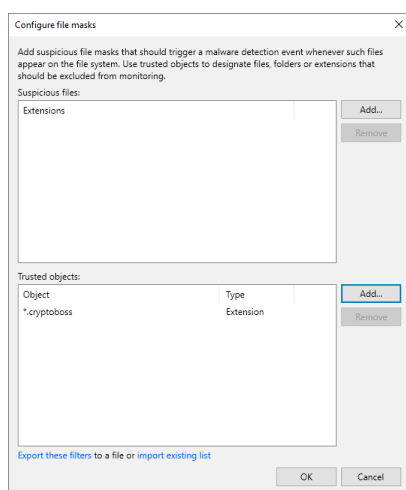 Configure file masks
Add suspicious file masks that should trigger a malware detection event whenever such files
appear on the file system. Use trusted objects to designate files, folders or extensions that
should be excluded from monitoring.
Suspicious files:
Extensions
Add...
Remove
Trusted objects:
Object Type
Add...
*.cryptoboss Extension
Remove
Export these filters to a file or import existing list
OK Cancel